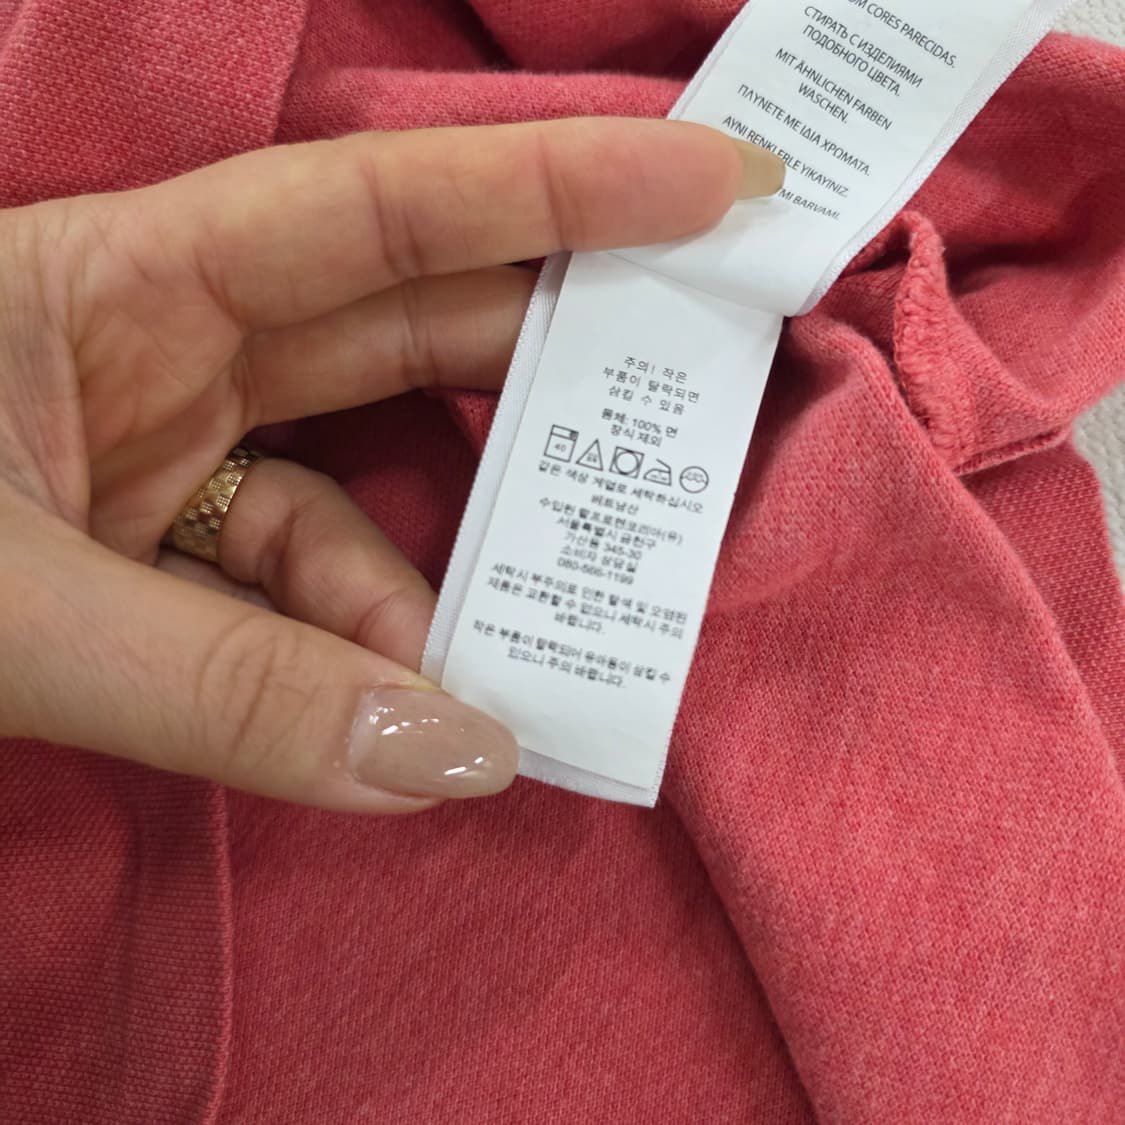 OM CORES PARECIDAS.
СТИРАТЬ С ИЗДЕЛИЯМИ
ПОДОБНОГО ЦВЕТА.
MIT ÄHNLICHEN FARBEN
WASCHEN.
ΠΛΥΝΕΤΕ ΜΕ ΙΔΙΑ ΧΡΩΜΑΤΑ.
AYNI RENKLERLE YIKAYINIZ.
MI BARVAMI.
주의! 작은
부품이 탈락되면
삼킬 수 있음
몸체: 100% 면
장식 제외
40
같은 색상 계열로 세탁하십시오
베트남산
수입원 랄프로렌코리아(유)
서울특별시 금천구
가산동 345-30
소비자 상담실
080-566-1199
세탁시 부주의로 인한 탈색 및 오염된
제품은 교환할 수 없으니 세탁시 주의
바랍니다.
작은 부품이 탈락되어 유아동이 삼킬 수
있으니 주의 바랍니다.